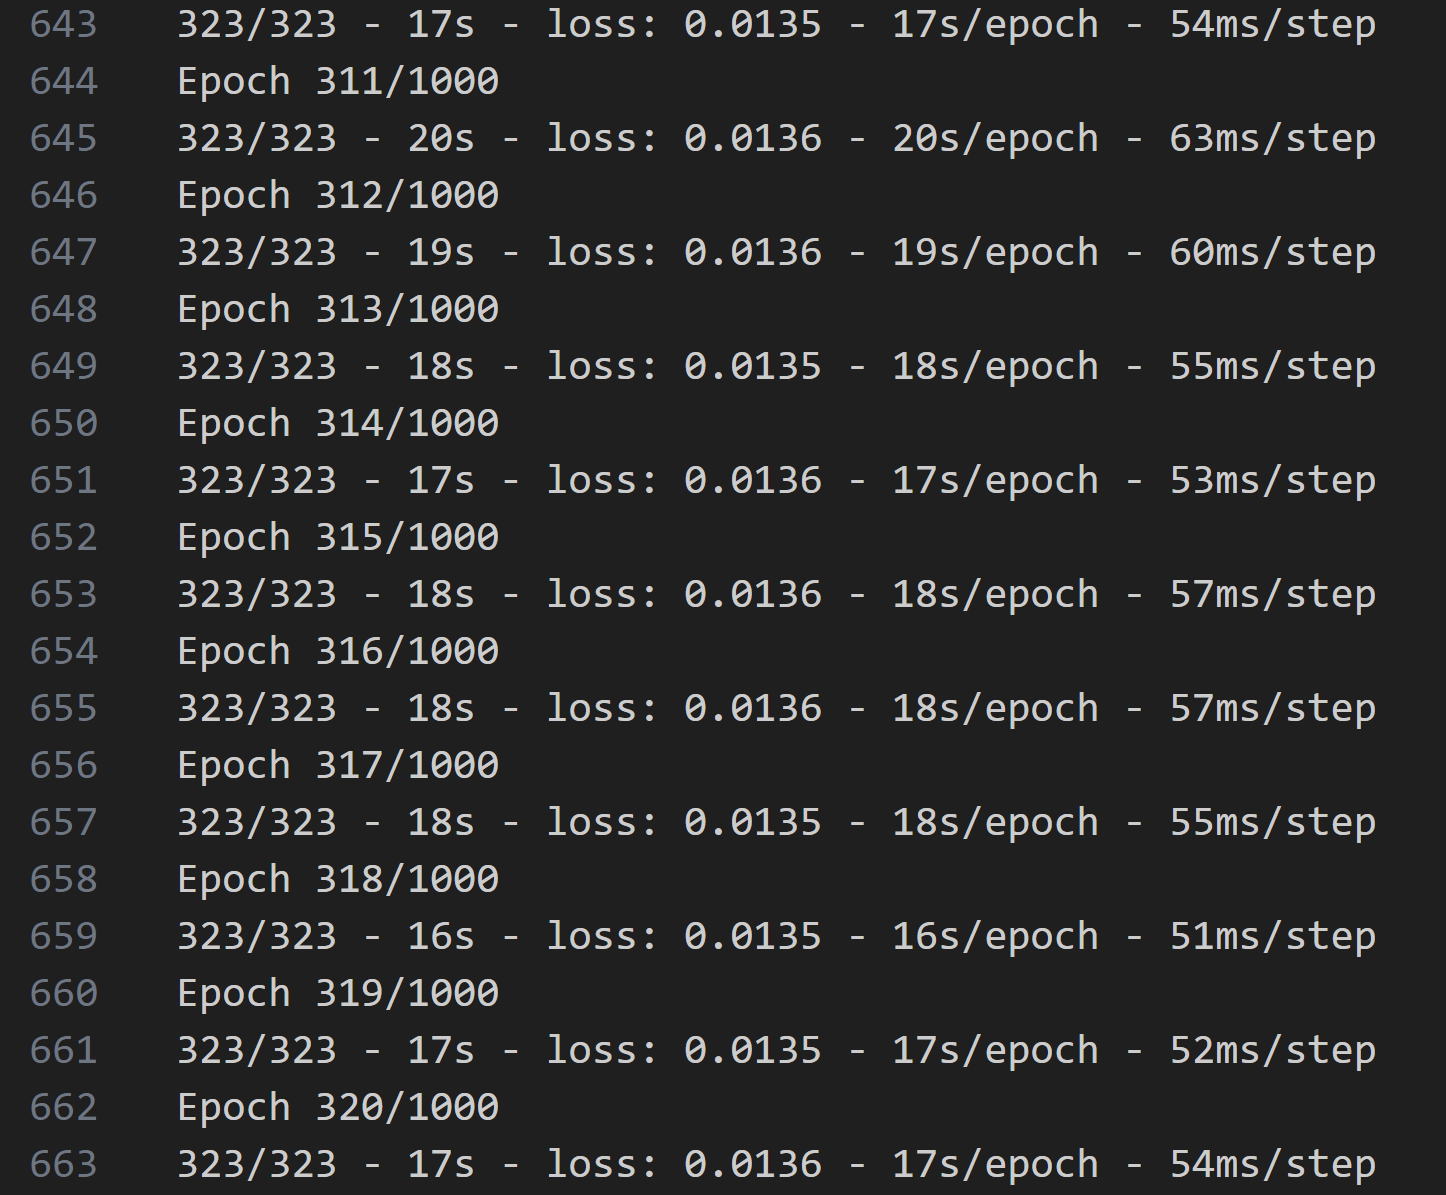 643 323/323 - 17s   loss: 0.0135 - 17s/epoch - 54ms/step
644 Epoch 311/1000
645 323/323 - 20s - loss: 0.0136 - 20s/epoch - 63ms/step
646 Epoch 312/1000
647 323/323 - 19s - loss: 0.0136 - 19s/epoch - 60ms/step
648 Epoch 313/1000
649 323/323 - 18s - loss: 0.0135 - 18s/epoch - 55ms/step
650 Epoch 314/1000
651 323/323 - 17s - loss: 0.0136 - 17s/epoch - 53ms/step
652 Epoch 315/1000
653 323/323 - 18s - loss: 0.0136 - 18s/epoch - 57ms/step
654 Epoch 316/1000
655 323/323 - 18s - loss: 0.0136 - 18s/epoch - 57ms/step
656 Epoch 317/1000
657 323/323 - 18s - loss: 0.0135 - 18s/epoch - 55ms/step
658 Epoch 318/1000
659 323/323 - 16s - loss: 0.0135 - 16s/epoch - 51ms/step
660 Epoch 319/1000
661 323/323 - 17s - loss: 0.0135 - 17s/epoch - 52ms/step
662 Epoch 320/1000
663 323/323 - 17s - loss: 0.0136 - 17s/epoch - 54ms/step